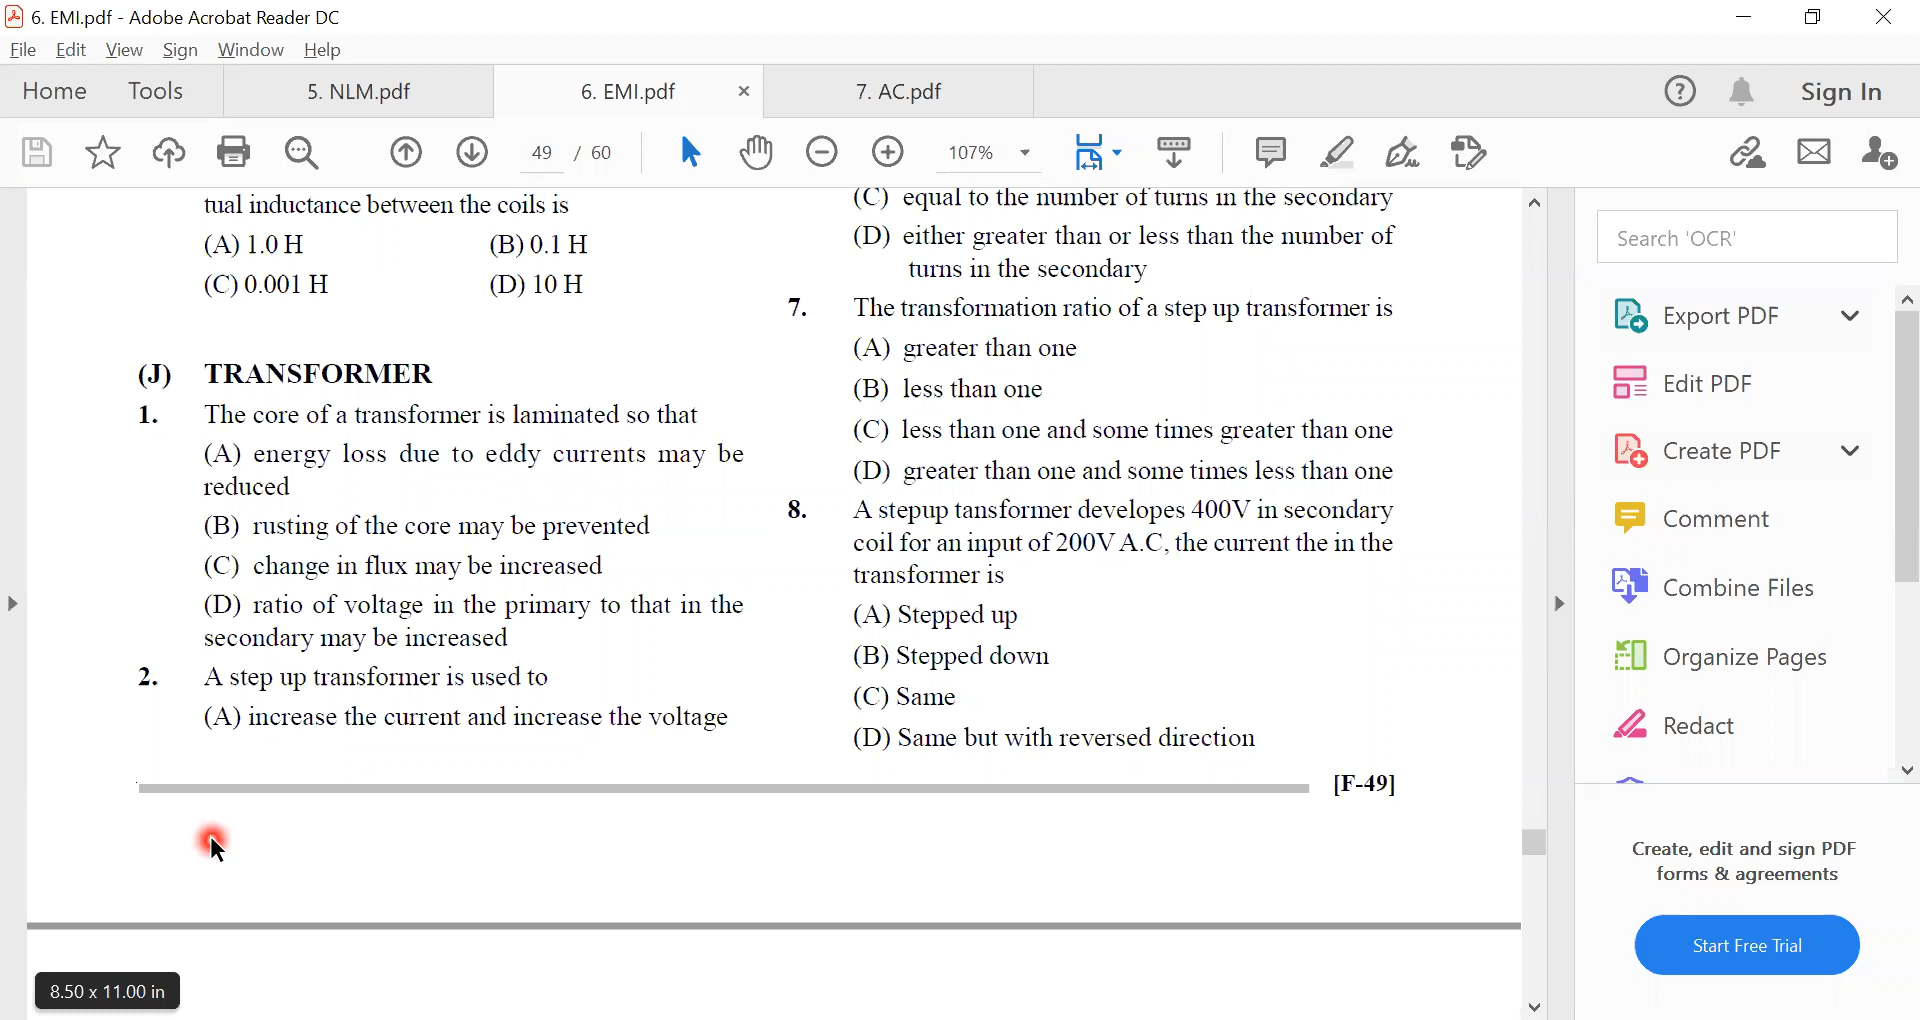 6. EMI.pdf - Adobe Acrobat Reader DC
File Edit View Sign Window Help
Home Tools 5. NLM.pdf 6. EMI.pdf 7. AC.pdf Sign In
49 / 60 107%
tual inductance between the coils is
(A) 1.0 H (B) 0.1 H
(C) 0.001 H (D) 10 H
(J) TRANSFORMER
1. The core of a transformer is laminated so that
(A) energy loss due to eddy currents may be
reduced
(B) rusting of the core may be prevented
(C) change in flux may be increased
(D) ratio of voltage in the primary to that in the
secondary may be increased
2. A step up transformer is used to
(A) increase the current and increase the voltage
(C) equal to the number of turns in the secondary
(D) either greater than or less than the number of
turns in the secondary
7. The transformation ratio of a step up transformer is
(A) greater than one
(B) less than one
(C) less than one and some times greater than one
(D) greater than one and some times less than one
8. A stepup tansformer developes 400V in secondary
coil for an input of 200V A.C, the current the in the
transformer is
(A) Stepped up
(B) Stepped down
(C) Same
(D) Same but with reversed direction
[F-49]
8.50 x 11.00 in
Search 'OCR'
Export PDF
Edit PDF
Create PDF
Comment
Combine Files
Organize Pages
Redact
Create, edit and sign PDF
forms & agreements
Start Free Trial